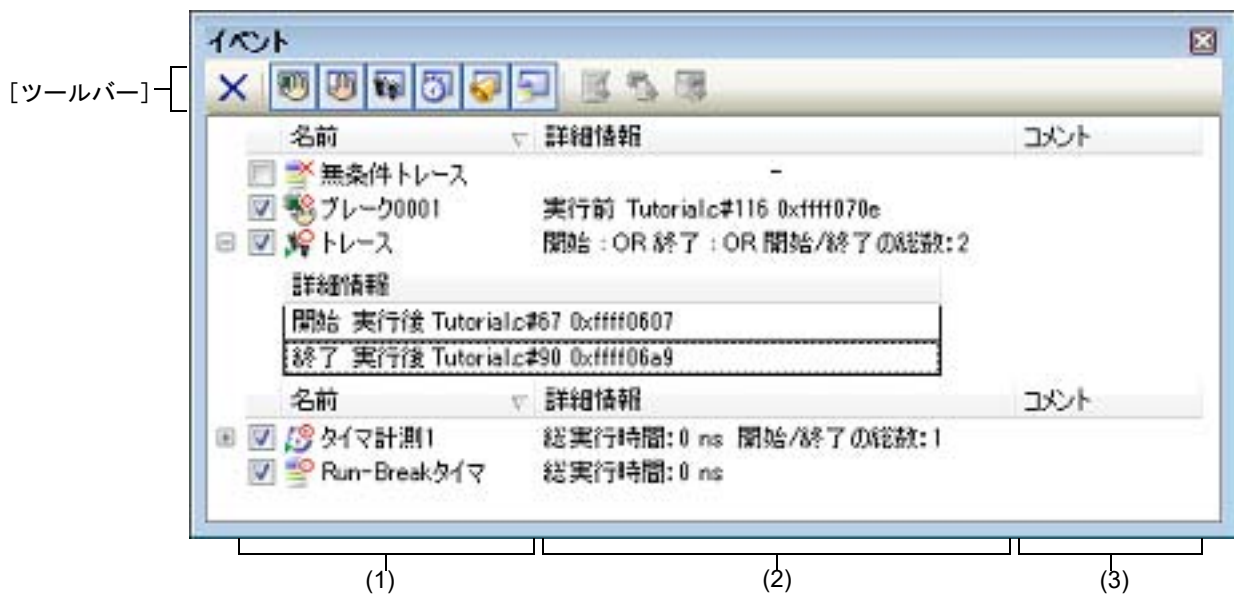 イベント
[ツールバー]
名前 詳細情報 コメント
無条件トレース -
ブレーク0001 実行前 Tutorial.c#116 0xffff070e
トレース 開始 : OR 終了 : OR 開始/終了の総数:2
詳細情報
開始 実行後 Tutorial.c#67 0xffff0607
終了 実行後 Tutorial.c#90 0xffff06a9
名前 詳細情報 コメント
タイマ計測1 総実行時間:0 ns 開始/終了の総数:1
Run-Breakタイマ 総実行時間:0 ns
(1) (2) (3)